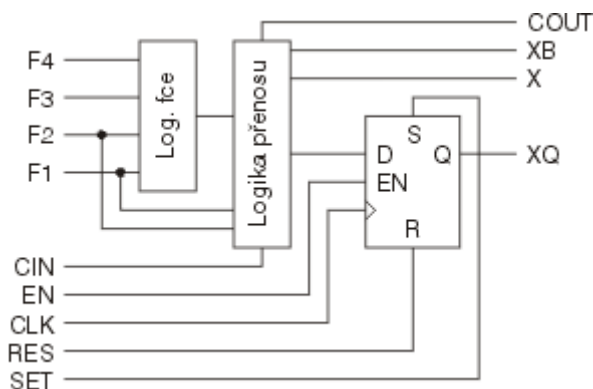 COUT
XB
X
F4
F3
F2
F1
Log. fce
Logika přenosu
S
D
Q
XQ
EN
R
CIN
EN
CLK
RES
SET